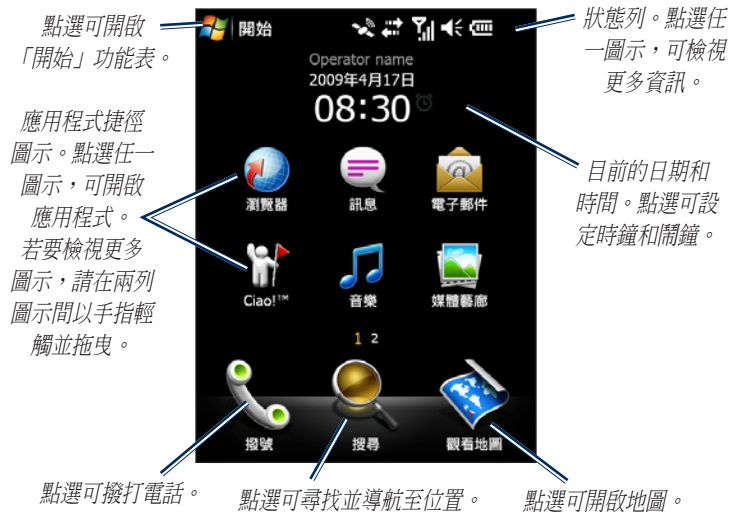 點選可開啟
「開始」功能表。
開始
狀態列。點選任
一圖示，可檢視
更多資訊。
Operator name
2009年4月17日
08:30
應用程式捷徑
圖示。點選任一
圖示，可開啟
應用程式。
若要檢視更多
圖示，請在兩列
圖示間以手指輕
觸並拖曳。
目前的日期和
時間。點選可設
定時鐘和鬧鐘。
瀏覽器 訊息 電子郵件
Ciao!™ 音樂 媒體藝廊
1 2
撥號 搜尋 觀看地圖
點選可撥打電話。 點選可尋找並導航至位置。 點選可開啟地圖。